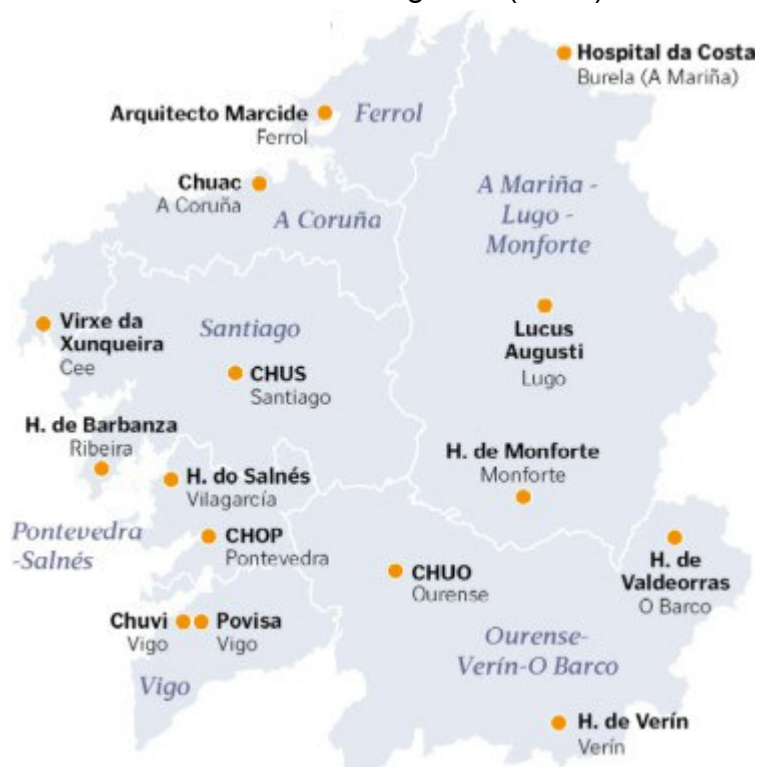 Hospital da Costa
Burela (A Mariña)
Arquitecto Marcide
Ferrol
Ferrol
Chuac
A Coruña
A Coruña
A Mariña -
Lugo -
Monforte
Virxe da
Xunqueira
Cee
Santiago
CHUS
Santiago
Lucus
Augusti
Lugo
H. de Barbanza
Ribeira
H. do Salnés
Vilagarcía
H. de Monforte
Monforte
Pontevedra
-Salnés
CHOP
Pontevedra
CHUO
Ourense
H. de
Valdeorras
O Barco
Chuvi
Vigo
Povisa
Vigo
Vigo
Ourense-
Verín-O Barco
H. de Verín
Verín